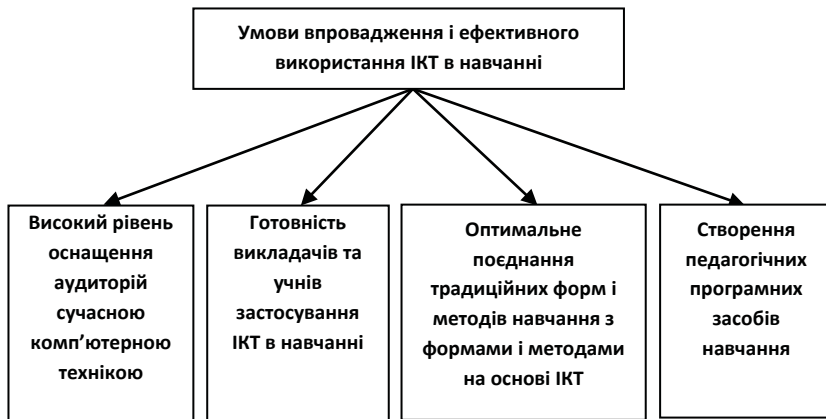 Умови впровадження і ефективного
використання ІКТ в навчанні
Високий рівень
оснащення
аудиторій
сучасною
комп’ютерною
технікою
Готовність
викладачів та
учнів
застосування
ІКТ в навчанні
Оптимальне
поєднання
традиційних форм і
методів навчання з
формами і методами
на основі ІКТ
Створення
педагогічних
програмних
засобів
навчання